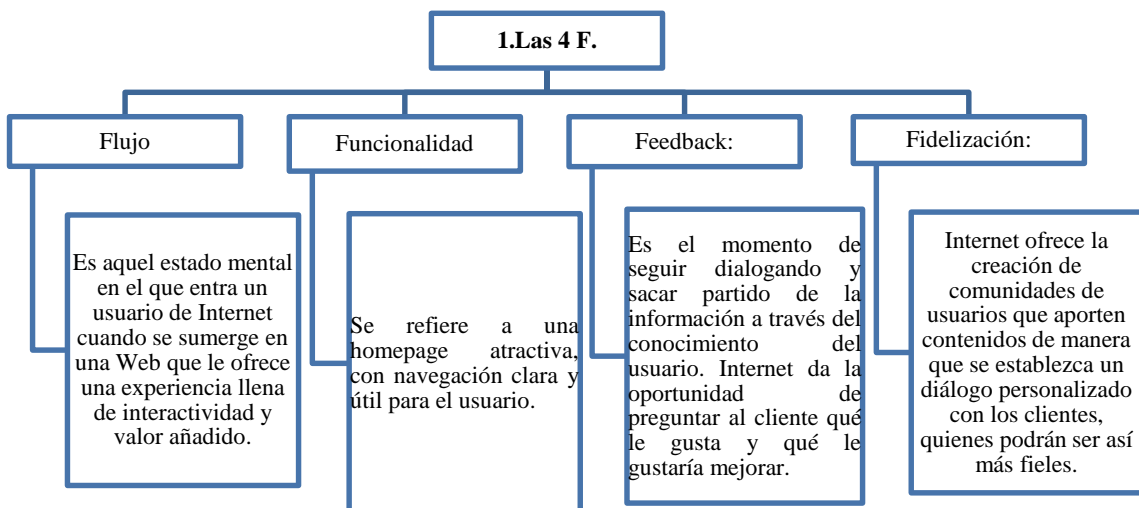 1.Las 4 F.
Flujo
Es aquel estado mental
en el que entra un
usuario de Internet
cuando se sumerge en
una Web que le ofrece
una experiencia llena
de interactividad y
valor añadido.
Funcionalidad
Se refiere a una
homepage atractiva,
con navegación clara y
útil para el usuario.
Feedback:
Es el momento de
seguir dialogando y
sacar partido de la
información a través del
conocimiento del
usuario. Internet da la
oportunidad de
preguntar al cliente qué
le gusta y qué le
gustaría mejorar.
Fidelización:
Internet ofrece la
creación de
comunidades de
usuarios que aporten
contenidos de manera
que se establezca un
diálogo personalizado
con los clientes,
quienes podrán ser así
más fieles.